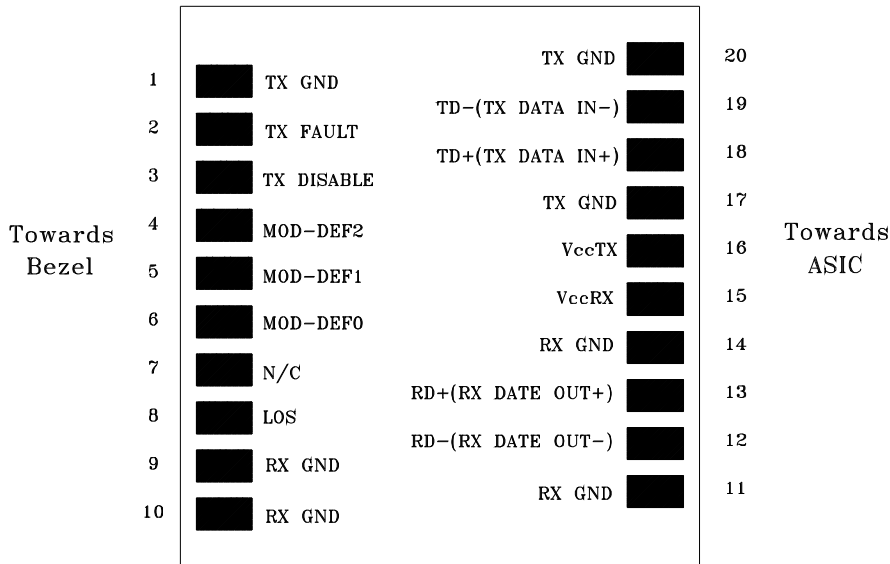 1 TX GND
2 TX FAULT
3 TX DISABLE
4 MOD-DEF2
5 MOD-DEF1
6 MOD-DEF0
7 N/C
8 LOS
9 RX GND
10 RX GND
Towards
Bezel
TX GND 20
TD-(TX DATA IN-) 19
TD+(TX DATA IN+) 18
TX GND 17
VccTX 16
VccRX 15
RX GND 14
RD+(RX DATE OUT+) 13
RD-(RX DATE OUT-) 12
RX GND 11
Towards
ASIC